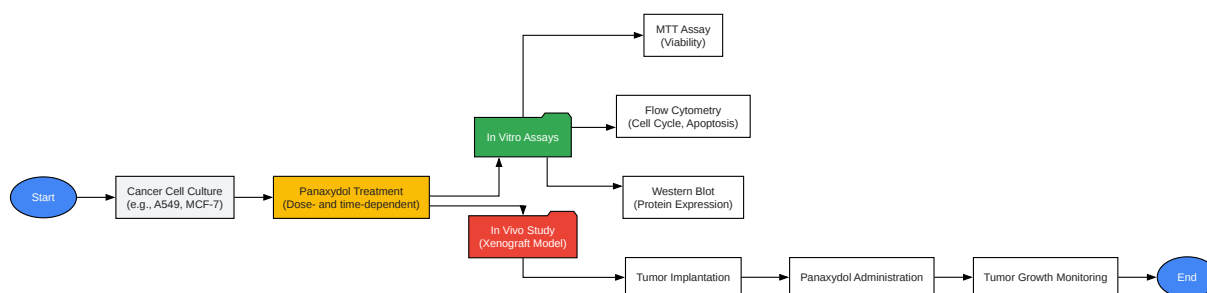 Start
Cancer Cell Culture
(e.g., A549, MCF-7)
Panaxydol Treatment
(Dose- and time-dependent)
In Vitro Assays
MTT Assay
(Viability)
Flow Cytometry
(Cell Cycle, Apoptosis)
Western Blot
(Protein Expression)
In Vivo Study
(Xenograft Model)
Tumor Implantation
Panaxydol Administration
Tumor Growth Monitoring
End